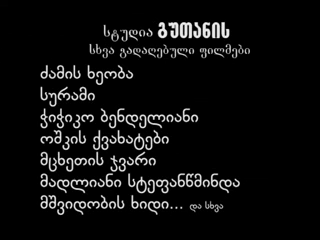 სტუდია გუთანის
სხვა გადაღებული ფილმები
ძამის ხეობა
სურამი
ჭიჭიკო ბენდელიანი
ოშკის ქვახატები
მცხეთის ჯვარი
მადლიანი სტეფანწმინდა
მშვიდობის ხიდი... და სხვა